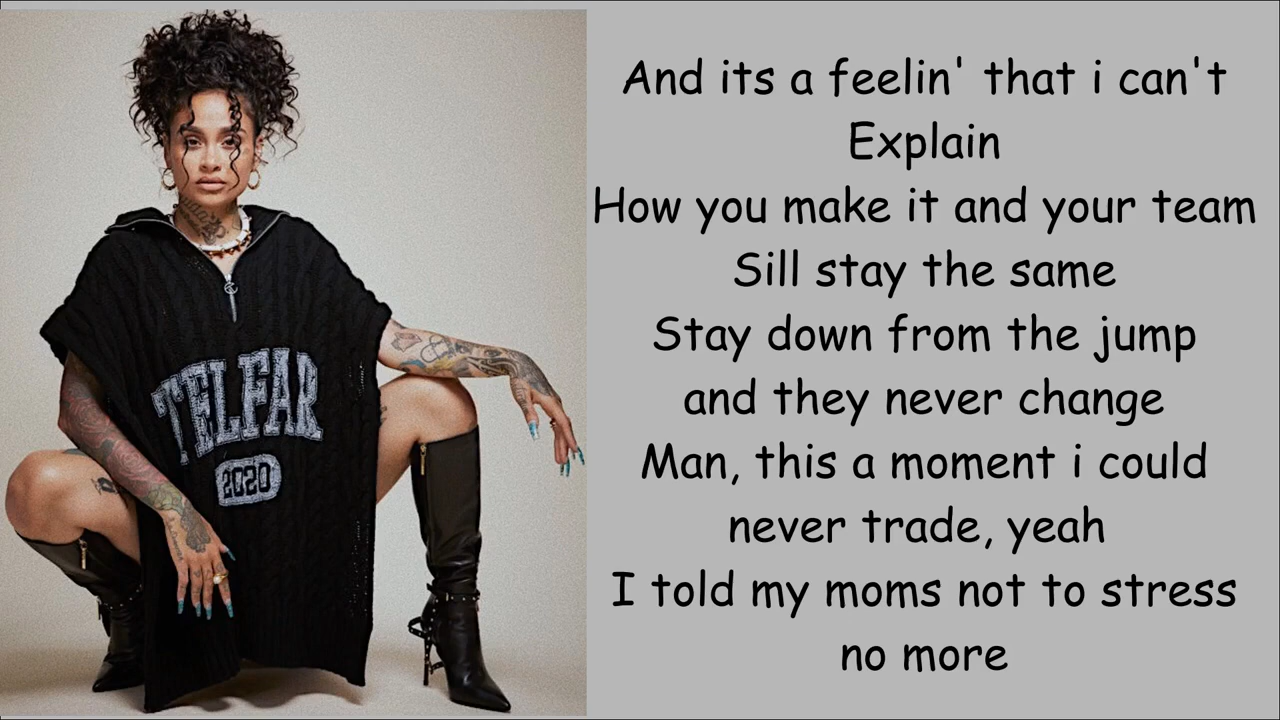 And its a feelin' that i can't
Explain
How you make it and your team
Sill stay the same
Stay down from the jump
and they never change
Man, this a moment i could
never trade, yeah
I told my moms not to stress
no more
TELFAR
2020